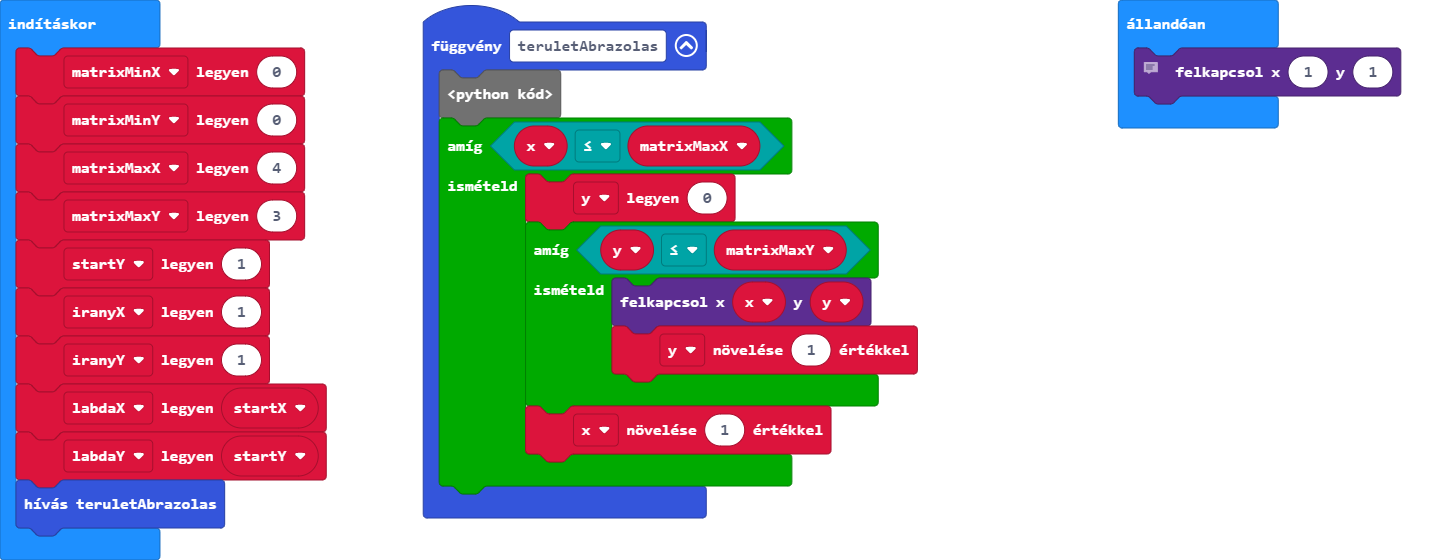 indításkor
matrixMinX legyen 0
matrixMinY legyen 0
matrixMaxX legyen 4
matrixMaxY legyen 3
startY legyen 1
iranyX legyen 1
iranyY legyen 1
labdaX legyen startX
labdaY legyen startY
hívás teruletAbrazolas
függvény teruletAbrazolas
<python kód>
amíg x ≤ matrixMaxX
ismételd
y legyen 0
amíg y ≤ matrixMaxY
ismételd
felkapcsol x x y y
y növelése 1 értékkel
x növelése 1 értékkel
állandóan
felkapcsol x 1 y 1